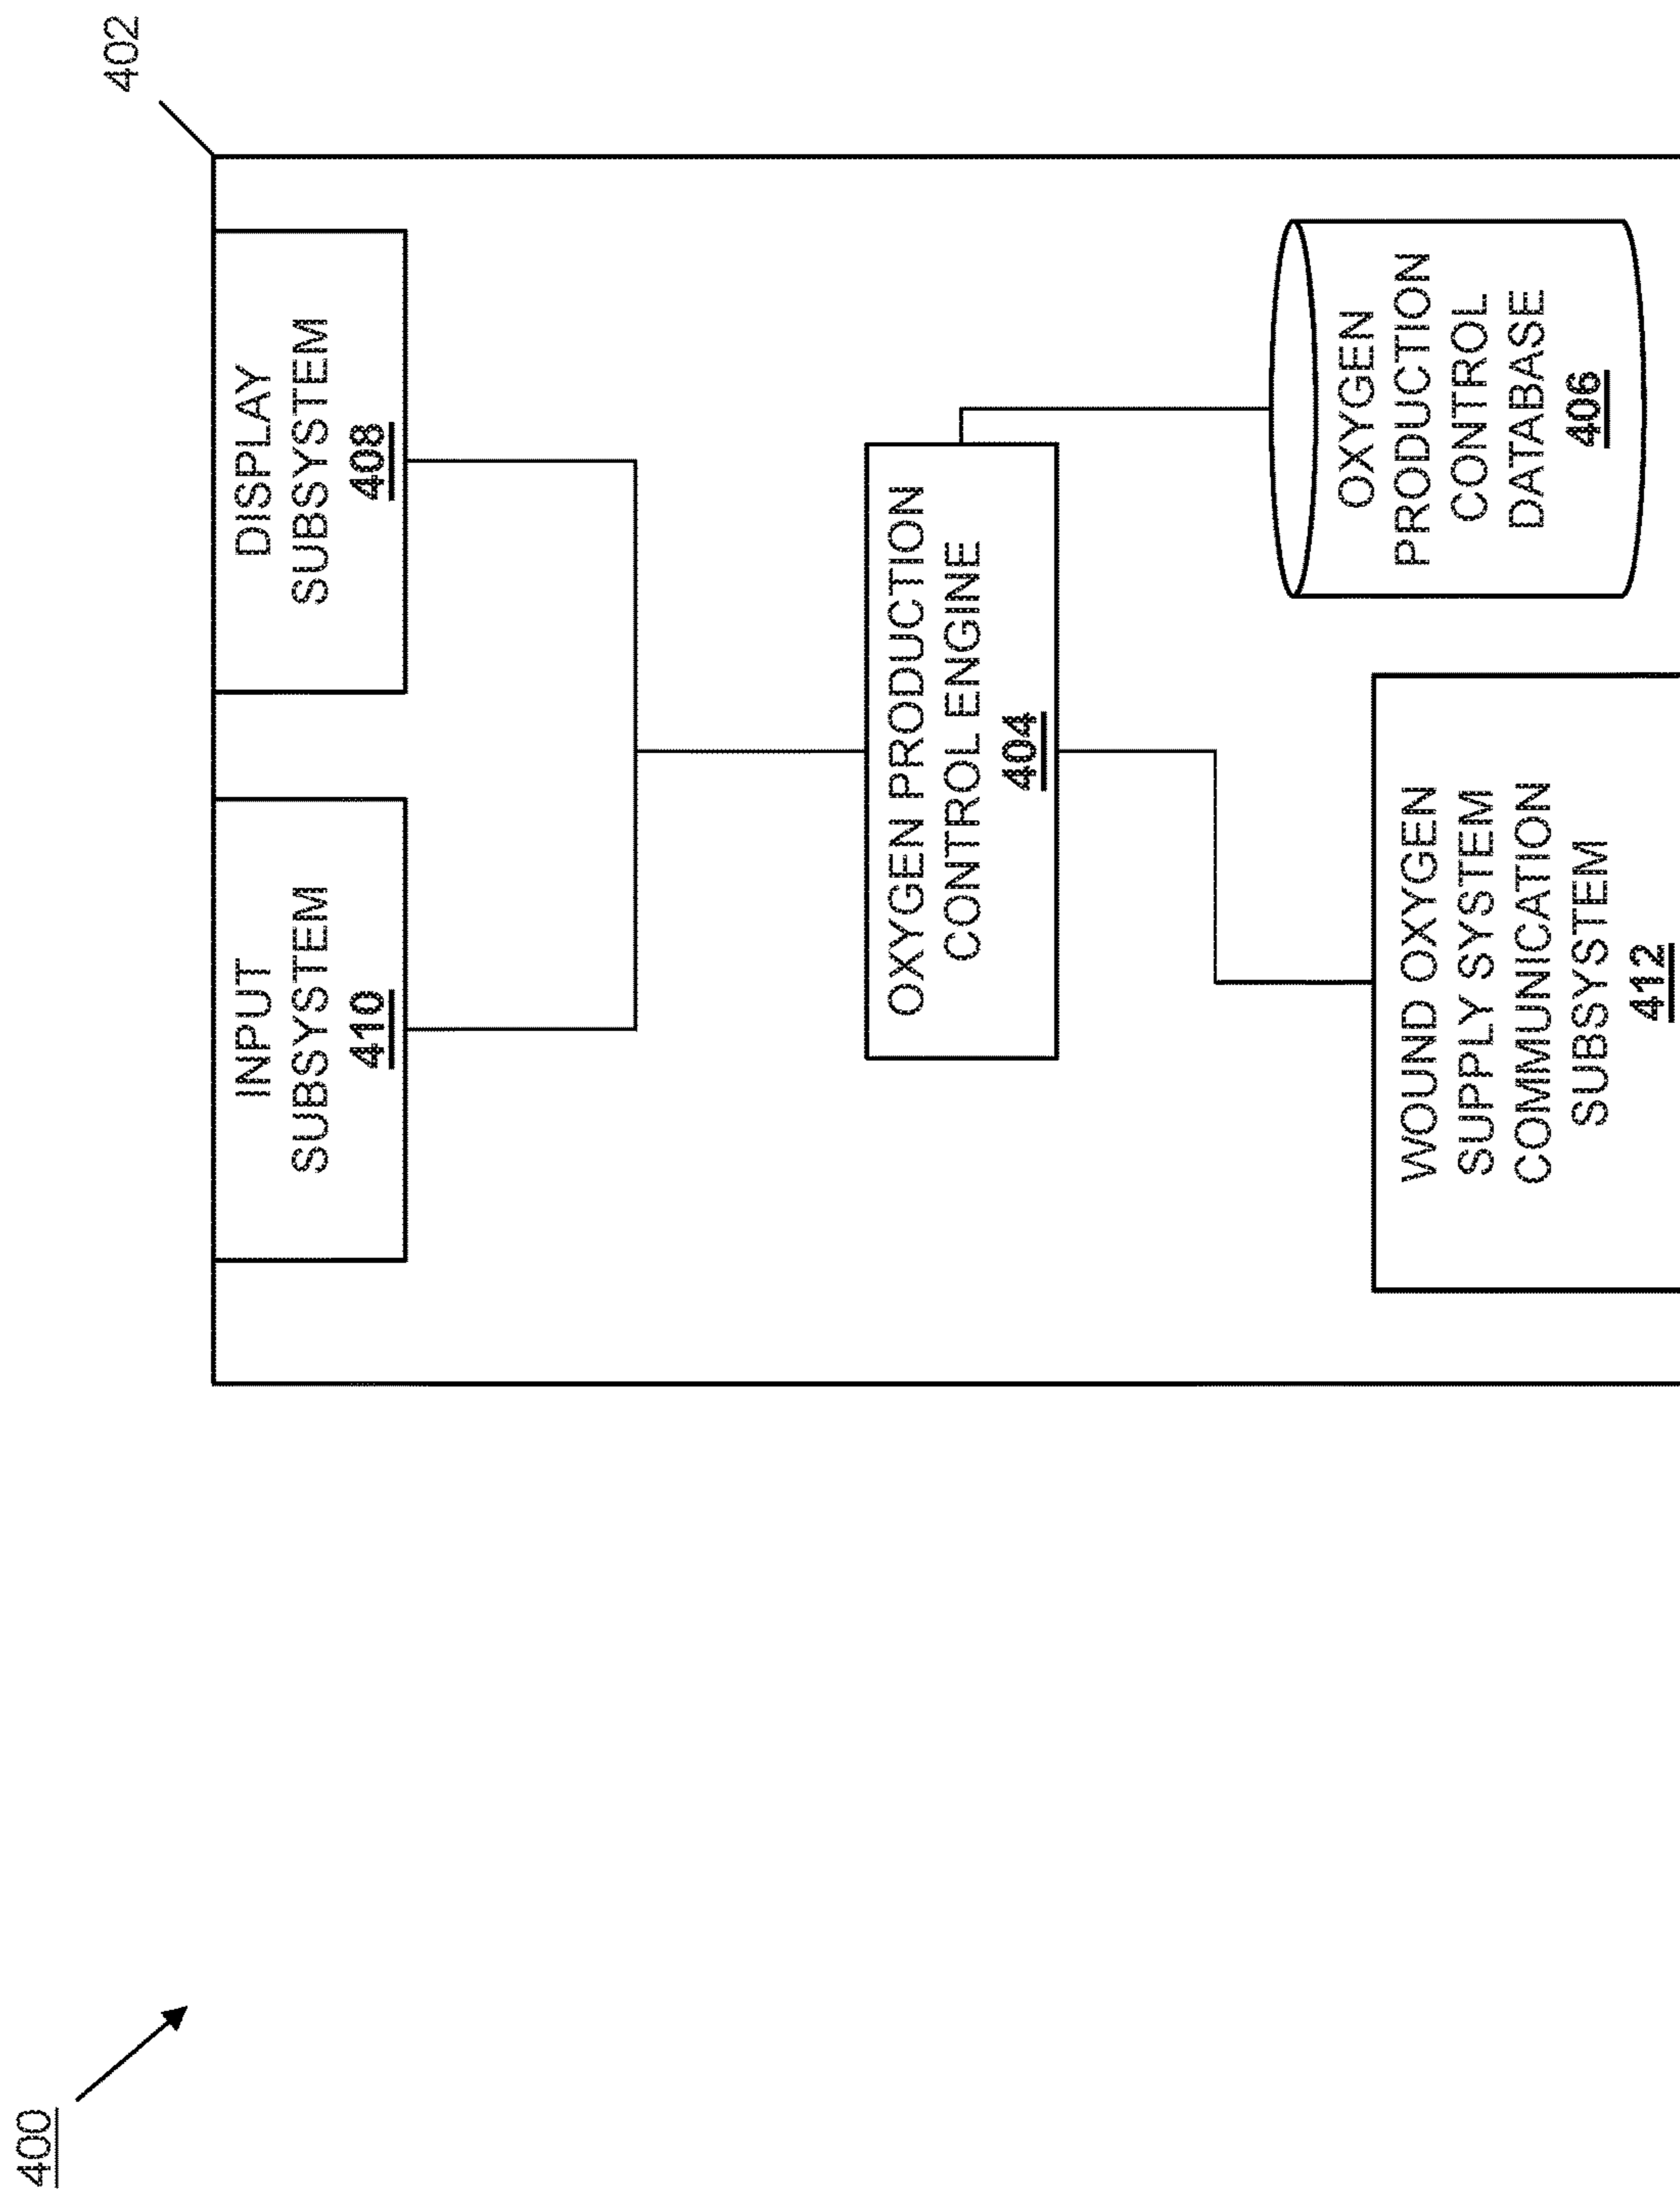 400
402
INPUT
SUBSYSTEM
410
DISPLAY
SUBSYSTEM
408
OXYGEN PRODUCTION
CONTROL ENGINE
404
WOUND OXYGEN
SUPPLY SYSTEM
COMMUNICATION
SUBSYSTEM
412
OXYGEN
PRODUCTION
CONTROL
DATABASE
406